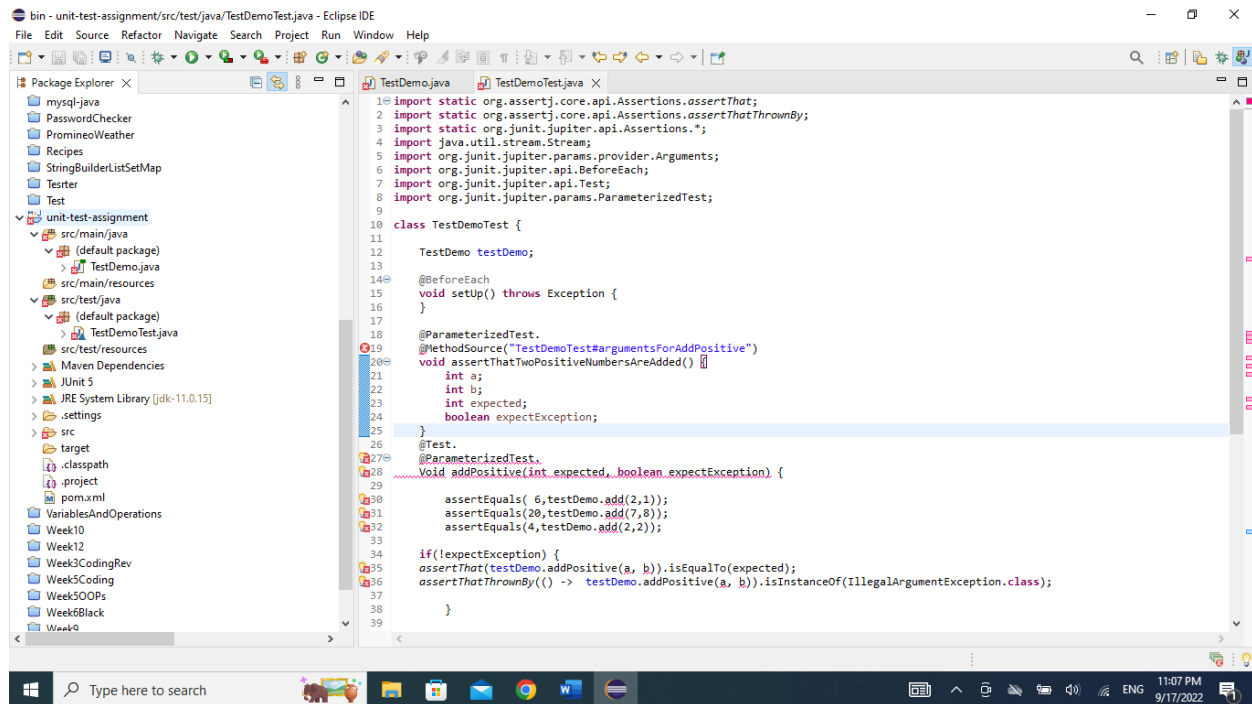 bin - unit-test-assignment/src/test/java/TestDemoTest.java - Eclipse IDE
File Edit Source Refactor Navigate Search Project Run Window Help
Package Explorer
mysql-java
PasswordChecker
PromineoWeather
Recipes
StringBuilderListSetMap
Tesrter
Test
unit-test-assignment
src/main/java
(default package)
TestDemo.java
src/main/resources
src/test/java
(default package)
TestDemoTest.java
src/test/resources
Maven Dependencies
JUnit 5
JRE System Library [jdk-11.0.15]
.settings
src
target
.classpath
.project
pom.xml
VariablesAndOperations
Week10
Week12
Week3CodingRev
Week5Coding
Week5OOPs
Week6Black
Week9
TestDemo.java TestDemoTest.java
1 import static org.assertj.core.api.Assertions.assertThat;
2 import static org.assertj.core.api.Assertions.assertThatThrownBy;
3 import static org.junit.jupiter.api.Assertions.*;
4 import java.util.stream.Stream;
5 import org.junit.jupiter.params.provider.Arguments;
6 import org.junit.jupiter.api.BeforeEach;
7 import org.junit.jupiter.api.Test;
8 import org.junit.jupiter.params.ParameterizedTest;
9
10 class TestDemoTest {
11
12 TestDemo testDemo;
13
14 @BeforeEach
15 void setUp() throws Exception {
16 }
17
18 @ParameterizedTest.
19 @MethodSource("TestDemoTest#argumentsForAddPositive")
20 void assertThatTwoPositiveNumbersAreAdded() {
21 int a;
22 int b;
23 int expected;
24 boolean expectException;
25 }
26 @Test.
27 @ParameterizedTest.
28 Void addPositive(int expected, boolean expectException) {
29
30 assertEquals( 6,testDemo.add(2,1));
31 assertEquals(20,testDemo.add(7,8));
32 assertEquals(4,testDemo.add(2,2));
33
34 if(!expectException) {
35 assertThat(testDemo.addPositive(a, b)).isEqualTo(expected);
36 assertThatThrownBy(() -> testDemo.addPositive(a, b)).isInstanceOf(IllegalArgumentException.class);
37
38 }
39
Type here to search
ENG
11:07 PM
9/17/2022
1